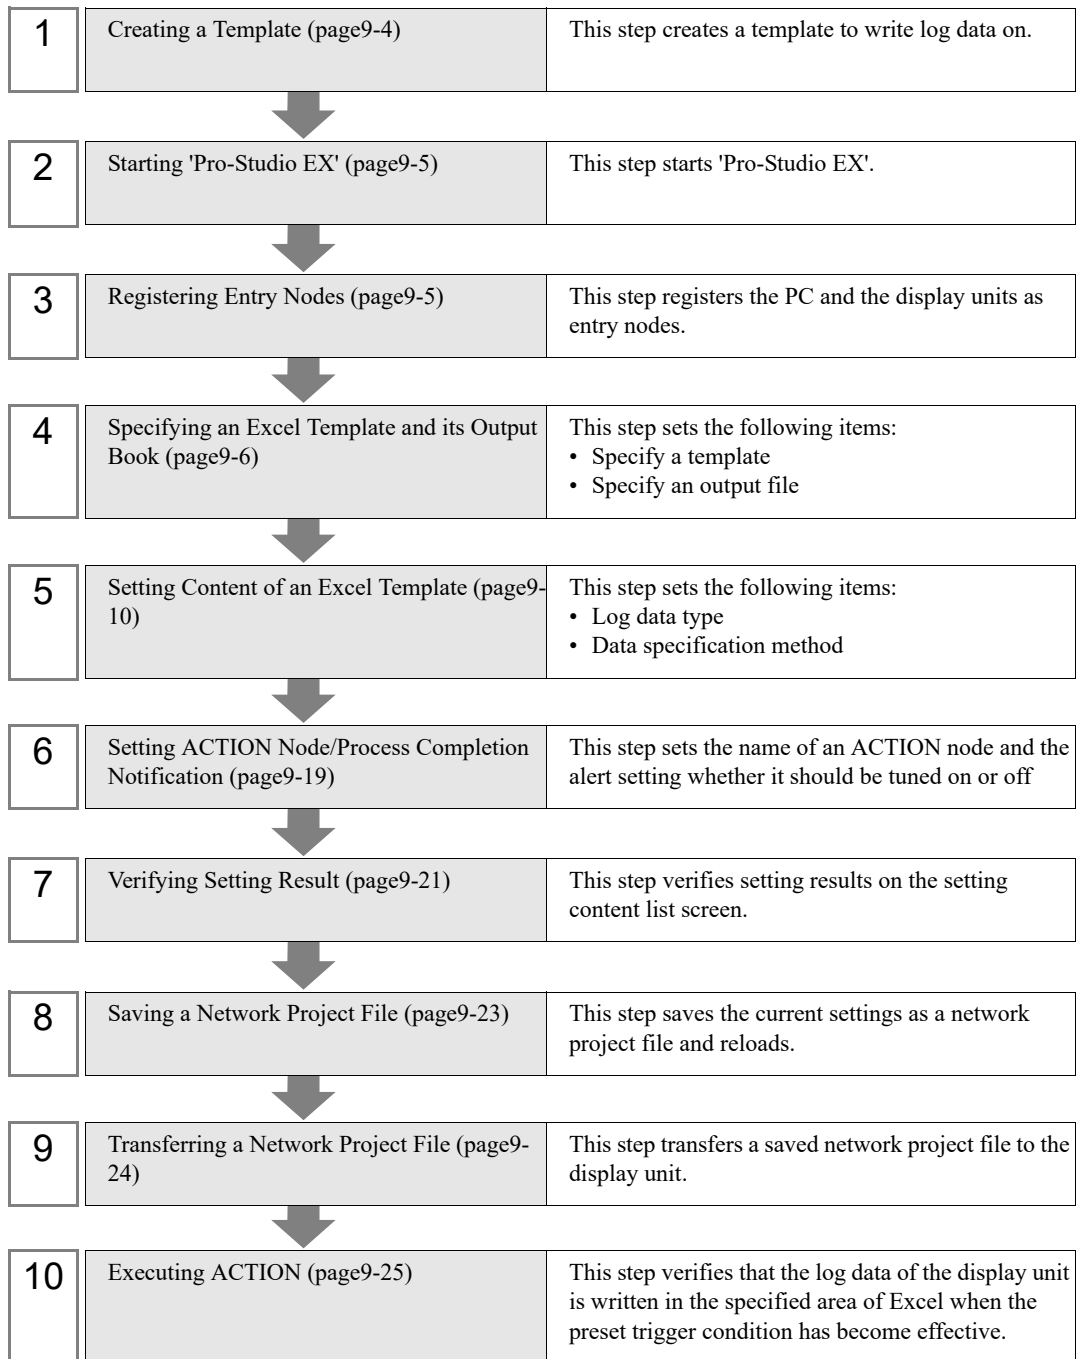 1
Creating a Template (page9-4)
This step creates a template to write log data on.
2
Starting 'Pro-Studio EX' (page9-5)
This step starts 'Pro-Studio EX'.
3
Registering Entry Nodes (page9-5)
This step registers the PC and the display units as
entry nodes.
4
Specifying an Excel Template and its Output
Book (page9-6)
This step sets the following items:
• Specify a template
• Specify an output file
5
Setting Content of an Excel Template (page9-
10)
This step sets the following items:
• Log data type
• Data specification method
6
Setting ACTION Node/Process Completion
Notification (page9-19)
This step sets the name of an ACTION node and the
alert setting whether it should be tuned on or off
7
Verifying Setting Result (page9-21)
This step verifies setting results on the setting
content list screen.
8
Saving a Network Project File (page9-23)
This step saves the current settings as a network
project file and reloads.
9
Transferring a Network Project File (page9-
24)
This step transfers a saved network project file to the
display unit.
10
Executing ACTION (page9-25)
This step verifies that the log data of the display unit
is written in the specified area of Excel when the
preset trigger condition has become effective.